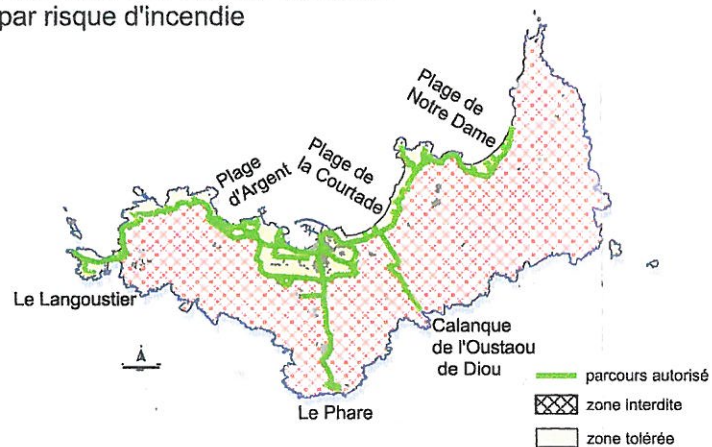 par risque d'incendie
Plage
d'Argent
Plage de
la Courtade
Plage de
Notre Dame
Le Langoustier
Le Phare
Calanque
de l'Oustaou
de Diou
parcours autorisé
zone interdite
zone tolérée